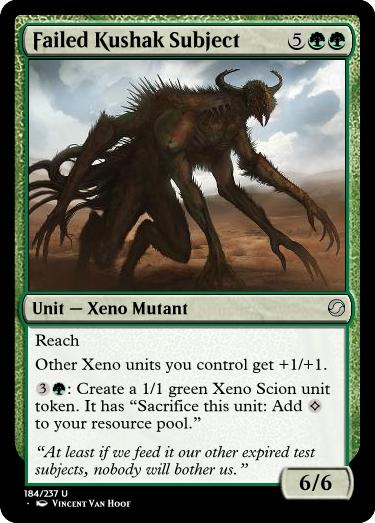 Failed Kushak Subject 5
Unit — Xeno Mutant
Reach
Other Xeno units you control get +1/+1.
3 : Create a 1/1 green Xeno Scion unit
token. It has “Sacrifice this unit: Add
to your resource pool.”
“At least if we feed it our other expired test
subjects, nobody will bother us.”
6/6
184/237 U
· Vincent Van Hoof